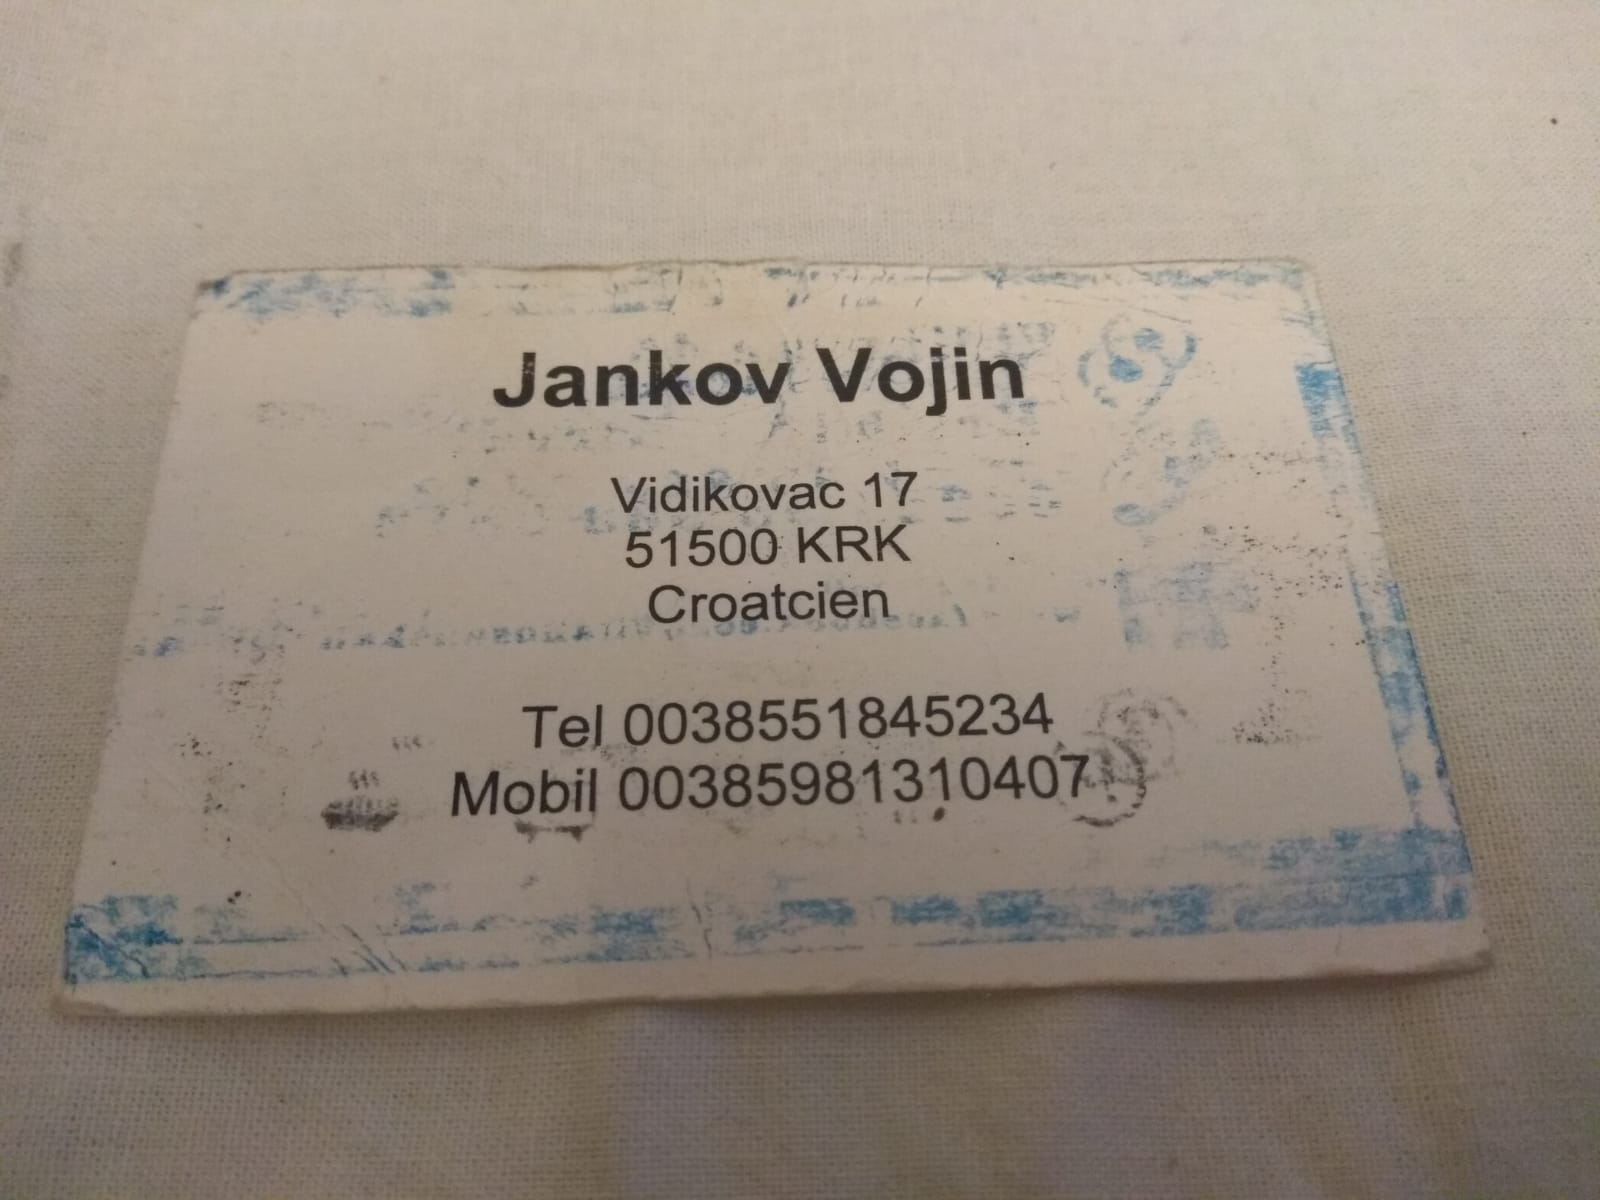 Jankov Vojin
Vidikovac 17
51500 KRK
Croatcien
Tel 0038551845234
Mobil 00385981310407